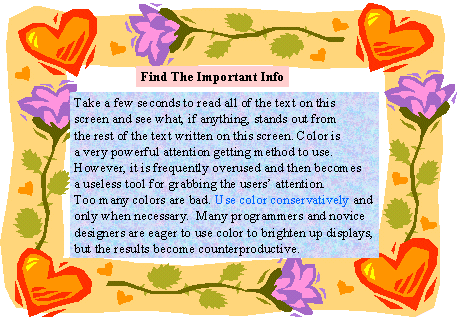 Find The Important Info
Take a few seconds to read all of the text on this
screen and see what, if anything, stands out from
the rest of the text written on this screen. Color is
a very powerful attention getting method to use.
However, it is frequently overused and then becomes
a useless tool for grabbing the users' attention.
Too many colors are bad. Use color conservatively and
only when necessary.  Many programmers and novice
designers are eager to use color to brighten up displays,
but the results become counterproductive.